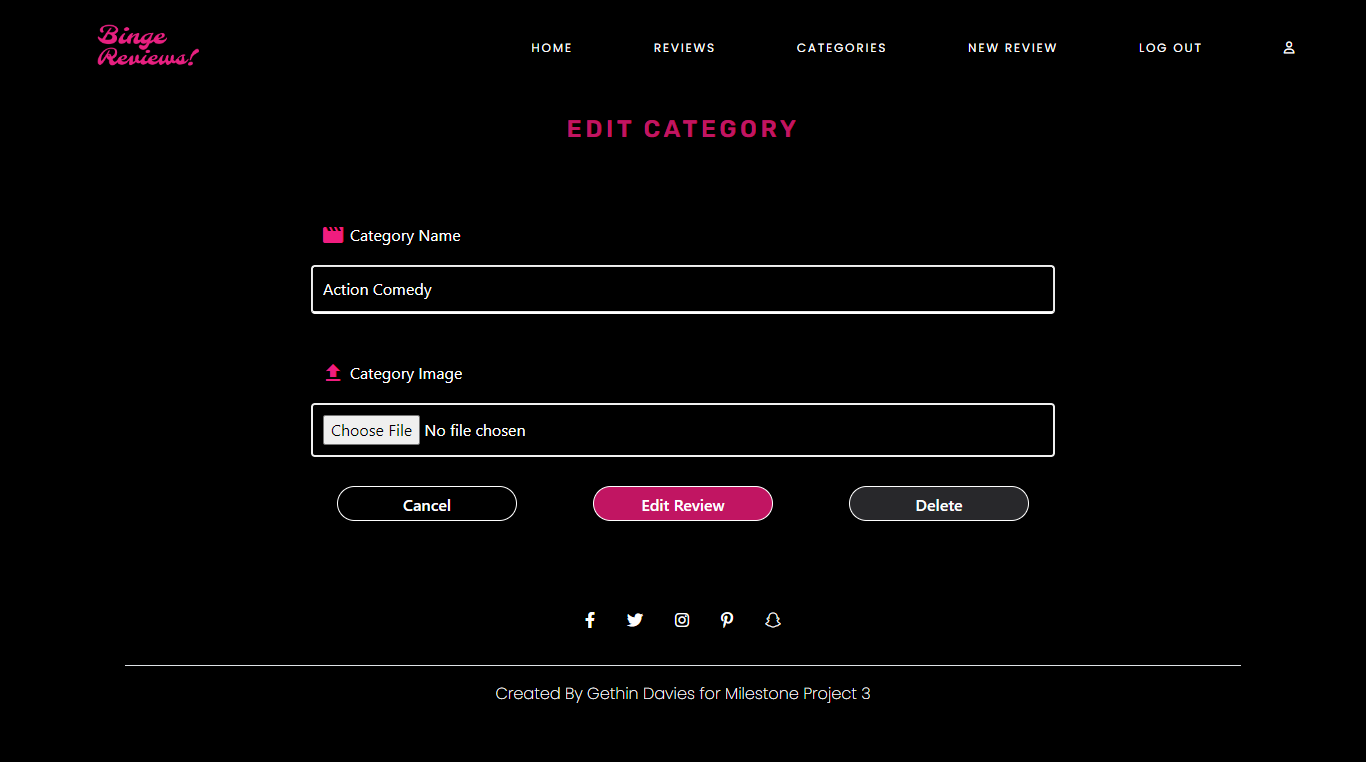 Binge
Reviews!
HOME REVIEWS CATEGORIES NEW REVIEW LOG OUT
EDIT CATEGORY
Category Name
Action Comedy
Category Image
Choose File No file chosen
Cancel Edit Review Delete
Created By Gethin Davies for Milestone Project 3